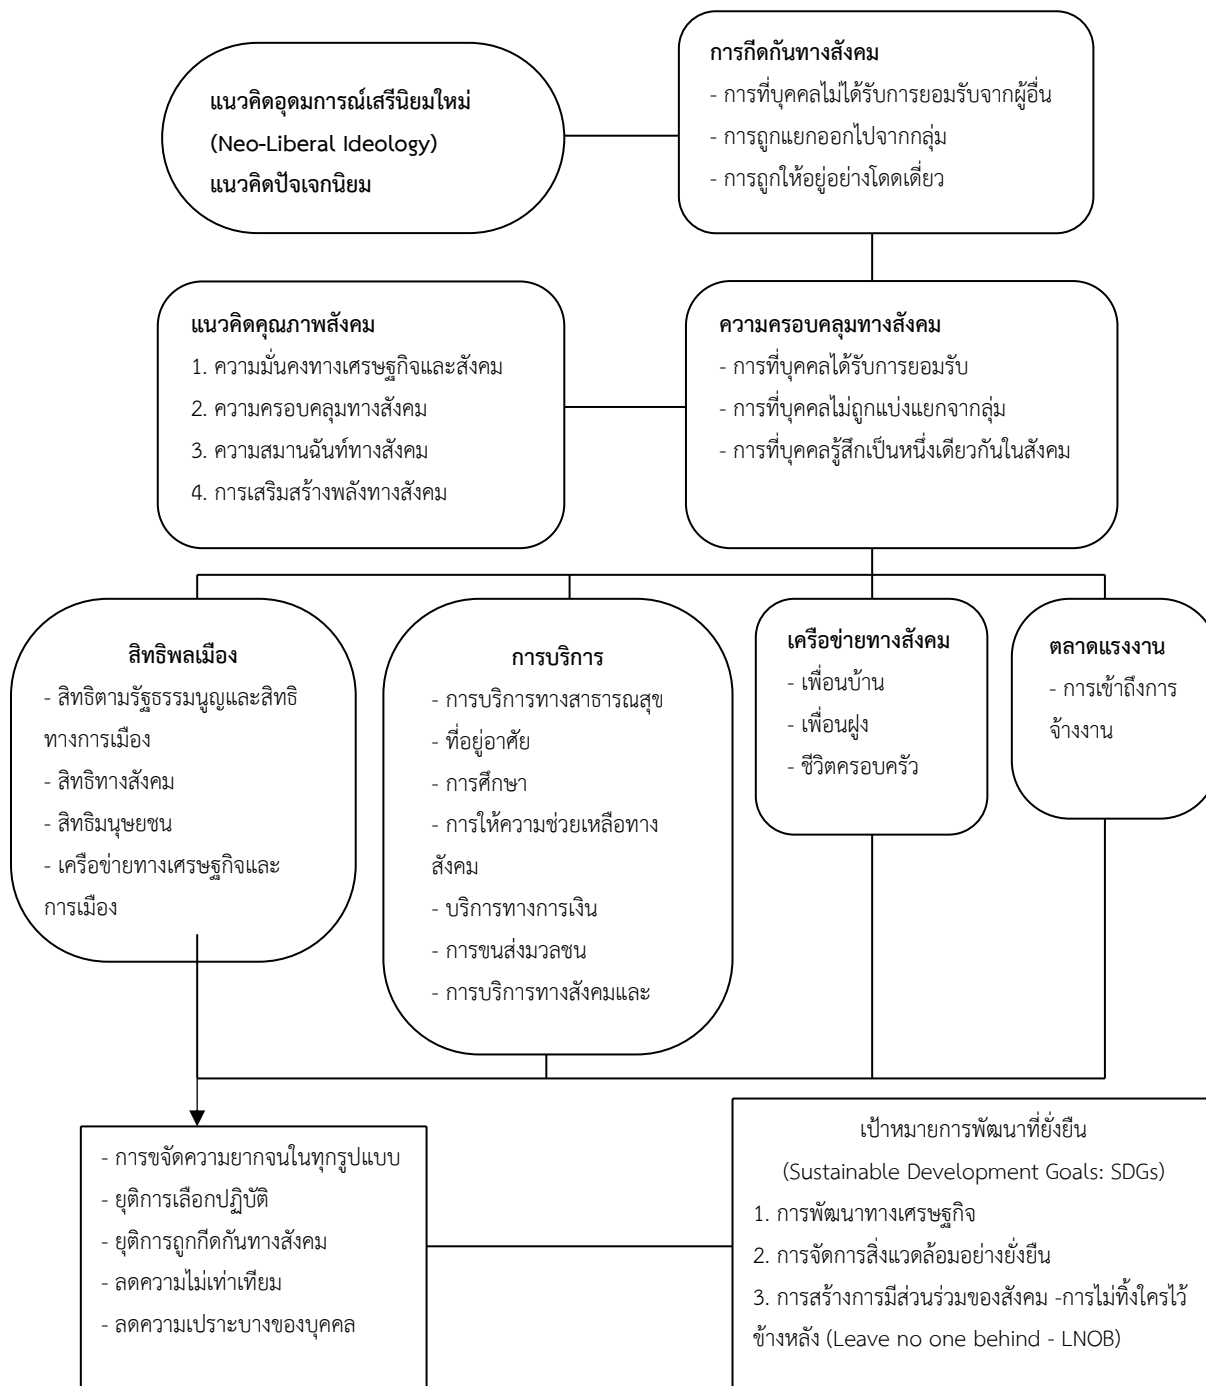 แนวคิดอุดมการณ์เสรีนิยมใหม่
(Neo-Liberal Ideology)
แนวคิดปัจเจกนิยม
การกีดกันทางสังคม
- การที่บุคคลไม่ได้รับการยอมรับจากผู้อื่น
- การถูกแยกออกไปจากกลุ่ม
- การถูกให้อยู่อย่างโดดเดี่ยว
แนวคิดคุณภาพสังคม
1. ความมั่นคงทางเศรษฐกิจและสังคม
2. ความครอบคลุมทางสังคม
3. ความสมานฉันท์ทางสังคม
4. การเสริมสร้างพลังทางสังคม
ความครอบคลุมทางสังคม
- การที่บุคคลได้รับการยอมรับ
- การที่บุคคลไม่ถูกแบ่งแยกจากกลุ่ม
- การที่บุคคลรู้สึกเป็นหนึ่งเดียวกันในสังคม
สิทธิพลเมือง
- สิทธิตามรัฐธรรมนูญและสิทธิ
ทางการเมือง
- สิทธิทางสังคม
- สิทธิมนุษยชน
- เครือข่ายทางเศรษฐกิจและ
การเมือง
การบริการ
- การบริการทางสาธารณสุข
- ที่อยู่อาศัย
- การศึกษา
- การให้ความช่วยเหลือทาง
สังคม
- บริการทางการเงิน
- การขนส่งมวลชน
- การบริการทางสังคมและ
เครือข่ายทางสังคม
- เพื่อนบ้าน
- เพื่อนฝูง
- ชีวิตครอบครัว
ตลาดแรงงาน
- การเข้าถึงการ
จ้างงาน
- การขจัดความยากจนในทุกรูปแบบ
- ยุติการเลือกปฏิบัติ
- ยุติการถูกกีดกันทางสังคม
- ลดความไม่เท่าเทียม
- ลดความเปราะบางของบุคคล
เป้าหมายการพัฒนาที่ยั่งยืน
(Sustainable Development Goals: SDGs)
1. การพัฒนาทางเศรษฐกิจ
2. การจัดการสิ่งแวดล้อมอย่างยั่งยืน
3. การสร้างการมีส่วนร่วมของสังคม -การไม่ทิ้งใครไว้
ข้างหลัง (Leave no one behind - LNOB)